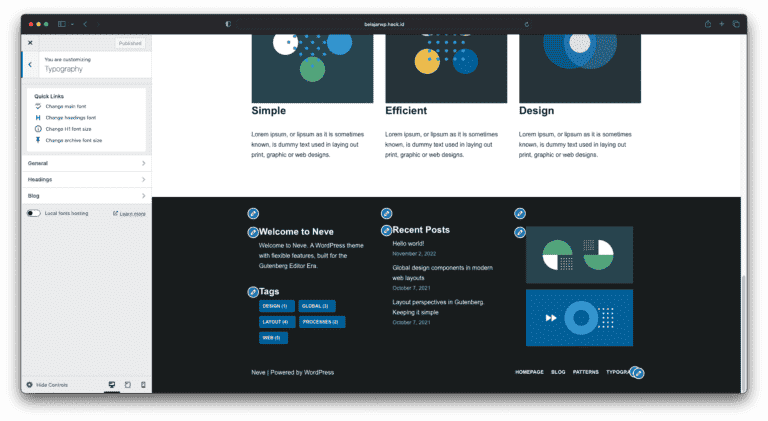 belajarwp.hack.id
Published
You are customizing
Typography
Quick Links
Change main font
H Change headings font
Change H1 font size
Change archive font size
General
Headings
Blog
Local fonts hosting
Learn more
Hide Controls
Simple
Lorem ipsum, or lipsum as it is sometimes
known, is dummy text used in laying out
print, graphic or web designs.
Efficient
Lorem ipsum, or lipsum as it is sometimes
known, is dummy text used in laying out
print, graphic or web designs.
Design
Lorem ipsum, or lipsum as it is sometimes
known, is dummy text used in laying out
print, graphic or web designs.
Welcome to Neve
Welcome to Neve. A WordPress theme
with flexible features, built for the
Gutenberg Editor Era.
Tags
DESIGN (1) GLOBAL (3)
LAYOUT (4) PROCESSES (2)
WEB (1)
Recent Posts
Hello world!
November 2, 2022
Global design components in modern
web layouts
October 7, 2021
Layout perspectives in Gutenberg.
Keeping it simple
October 7, 2021
Neve | Powered by WordPress
HOMEPAGE BLOG PATTERNS